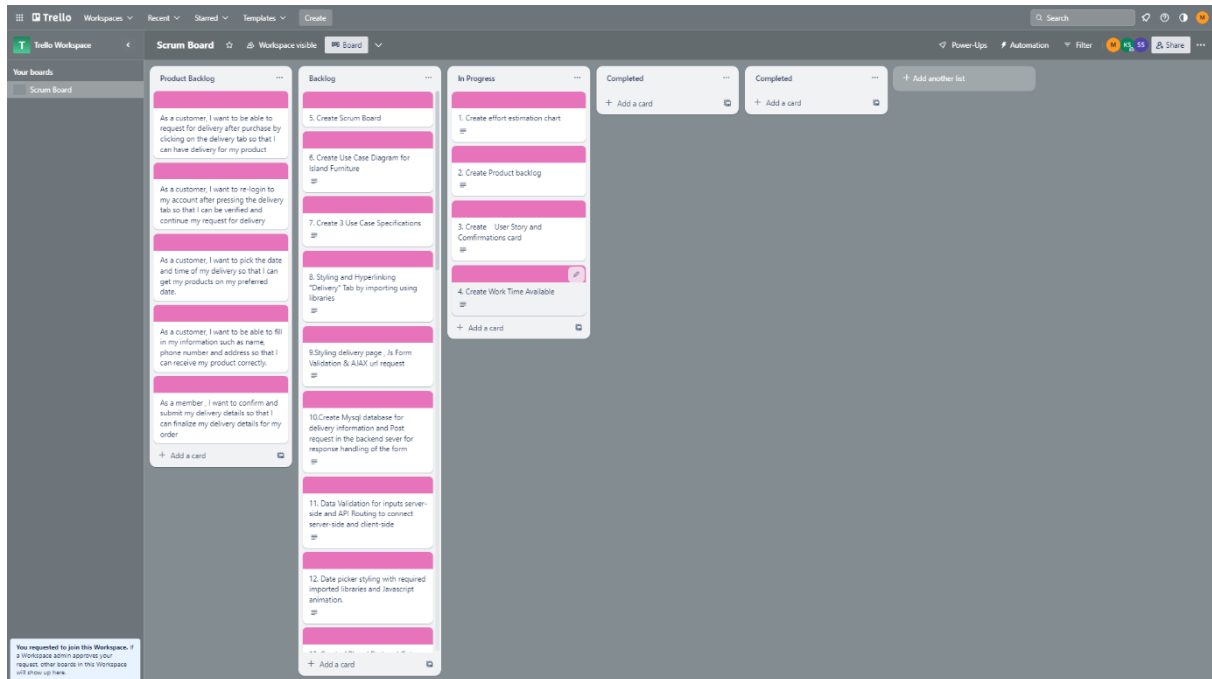 Trello Workspaces Recent Starred Templates Create Search
T Trello Workspace Scrum Board Workspace visible Board Power-Ups Automation Filter M KS SS Share
Your boards
Scrum Board
Product Backlog
As a customer, I want to be able to
request for delivery after purchase by
clicking on the delivery tab so that I
can have delivery for my product
As a customer, I want to re-login to
my account after pressing the delivery
tab so that I can be verified and
continue my request for delivery
As a customer, I want to pick the date
and time of my delivery so that I can
get my products on my preferred
date.
As a customer, I want to be able to fill
in my information such as name,
phone number and address so that I
can receive my product correctly.
As a member , I want to confirm and
submit my delivery details so that I
can finalize my delivery details for my
order
+ Add a card
Backlog
5. Create Scrum Board
6. Create Use Case Diagram for
Island Furniture
7. Create 3 Use Case Specifications
8. Styling and Hyperlinking
"Delivery" Tab by importing using
libraries
9.Styling delivery page , Js Form
Validation & AJAX url request
10.Create Mysql database for
delivery information and Post
request in the backend sever for
response handling of the form
11. Data Validation for inputs server-
side and API Routing to connect
server-side and client-side
12. Date picker styling with required
imported libraries and Javascript
animation.
+ Add a card
In Progress
1. Create effort estimation chart
2. Create Product backlog
3. Create User Story and
Comfirmations card
4. Create Work Time Available
+ Add a card
Completed
+ Add a card
Completed
+ Add a card
+ Add another list
You requested to join this Workspace. If
a Workspace admin approves your
request, other boards in this Workspace
will show up here.